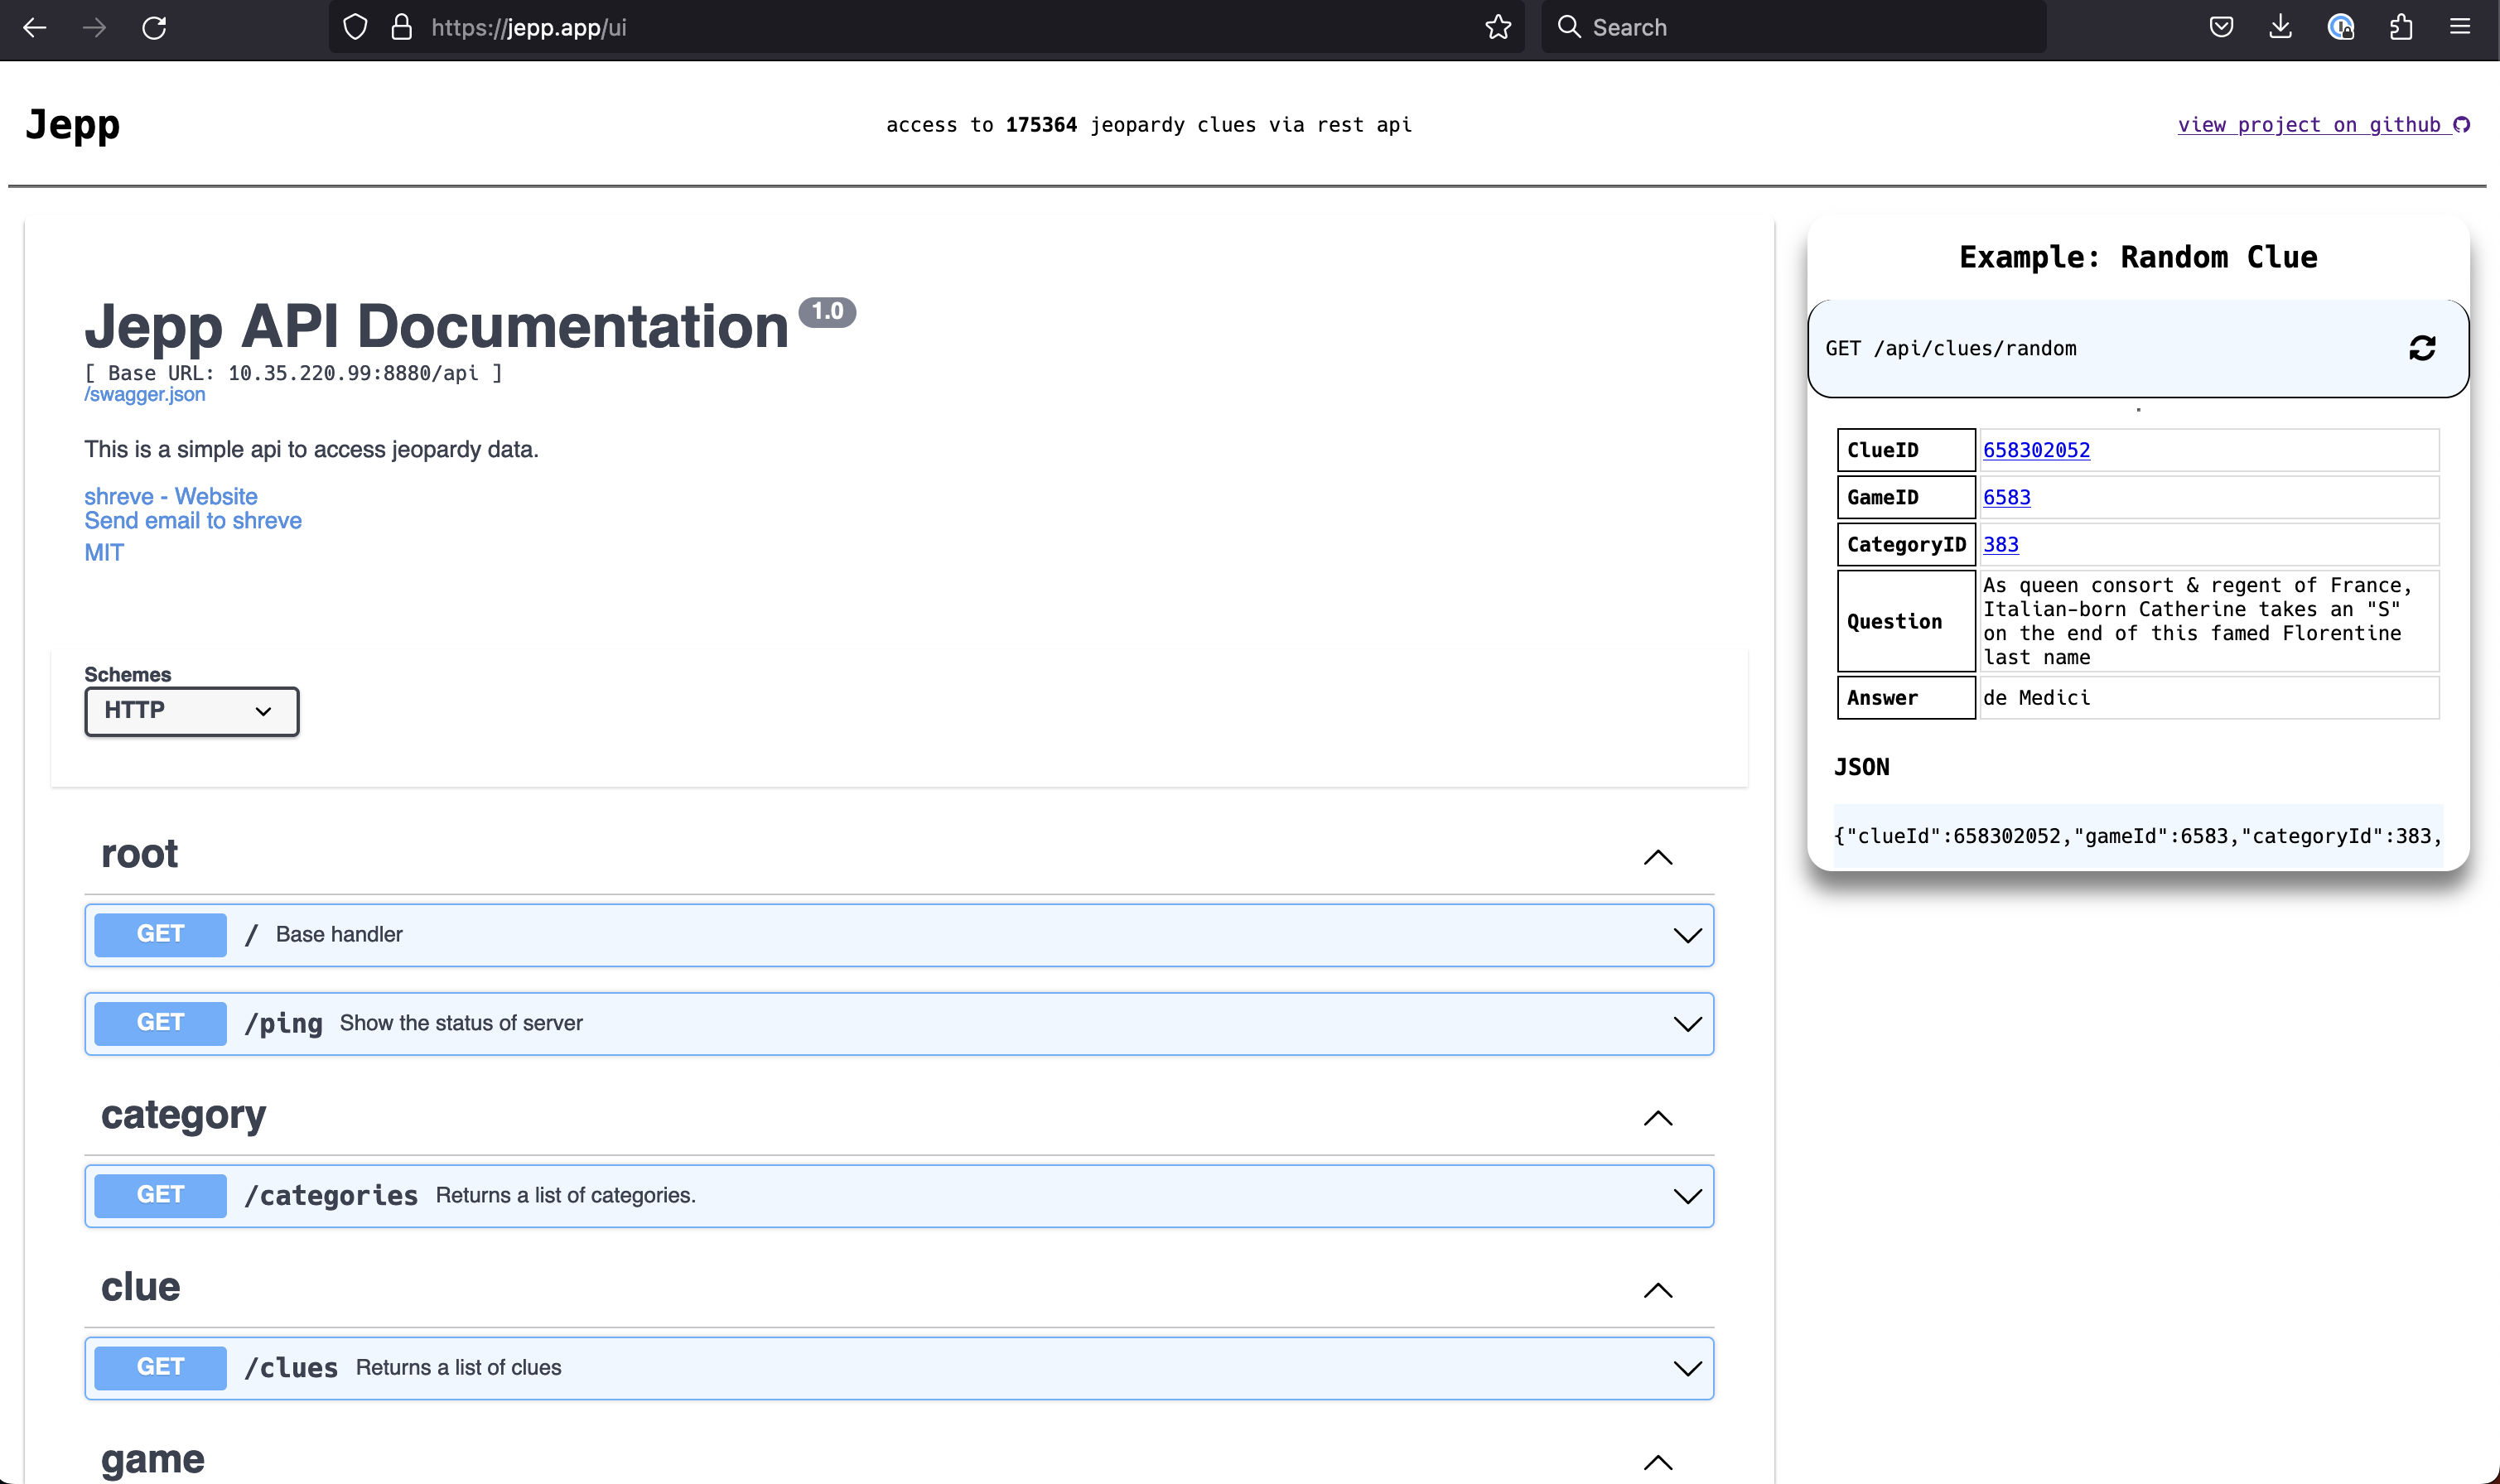 https://jepp.app/ui
Search
Jepp
access to 175364 jeopardy clues via rest api
view project on github
Jepp API Documentation 1.0
[ Base URL: 10.35.220.99:8880/api ]
/swagger.json
This is a simple api to access jeopardy data.
shreve - Website
Send email to shreve
MIT
Schemes
HTTP
root
GET / Base handler
GET /ping Show the status of server
category
GET /categories Returns a list of categories.
clue
GET /clues Returns a list of clues
game
Example: Random Clue
GET /api/clues/random
.
ClueID 658302052
GameID 6583
CategoryID 383
Question
As queen consort & regent of France,
Italian-born Catherine takes an "S"
on the end of this famed Florentine
last name
Answer de Medici
JSON
{"clueId":658302052,"gameId":6583,"categoryId":383,